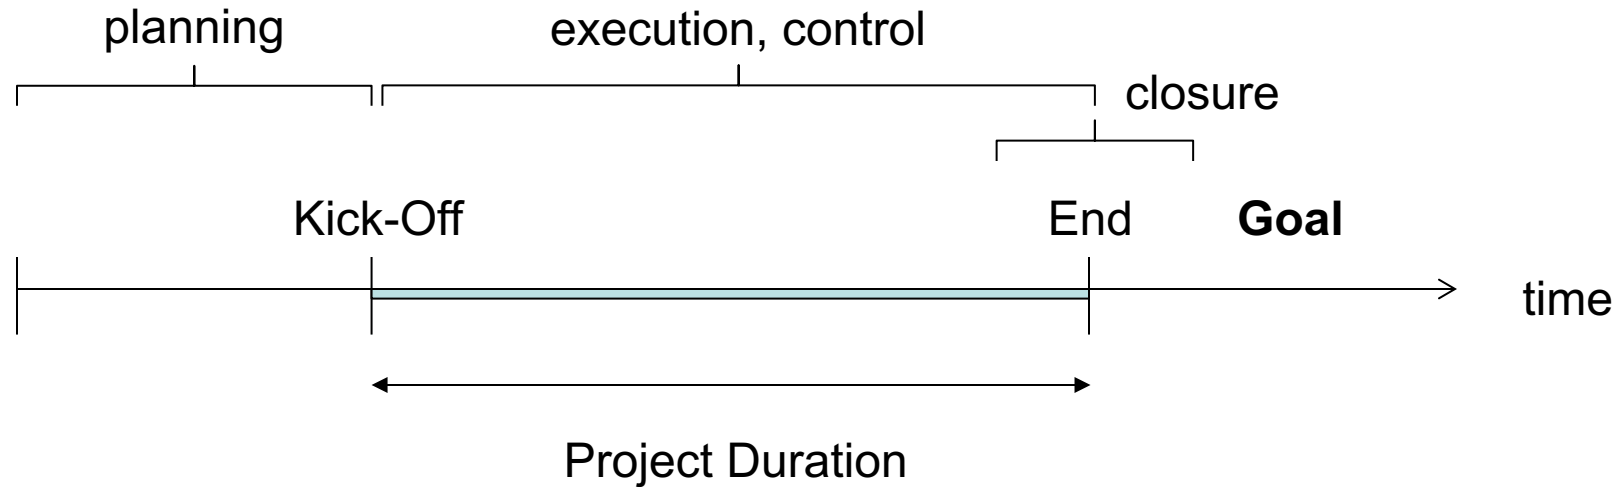 planning
execution, control
closure
Kick-Off
End
Goal
time
Project Duration